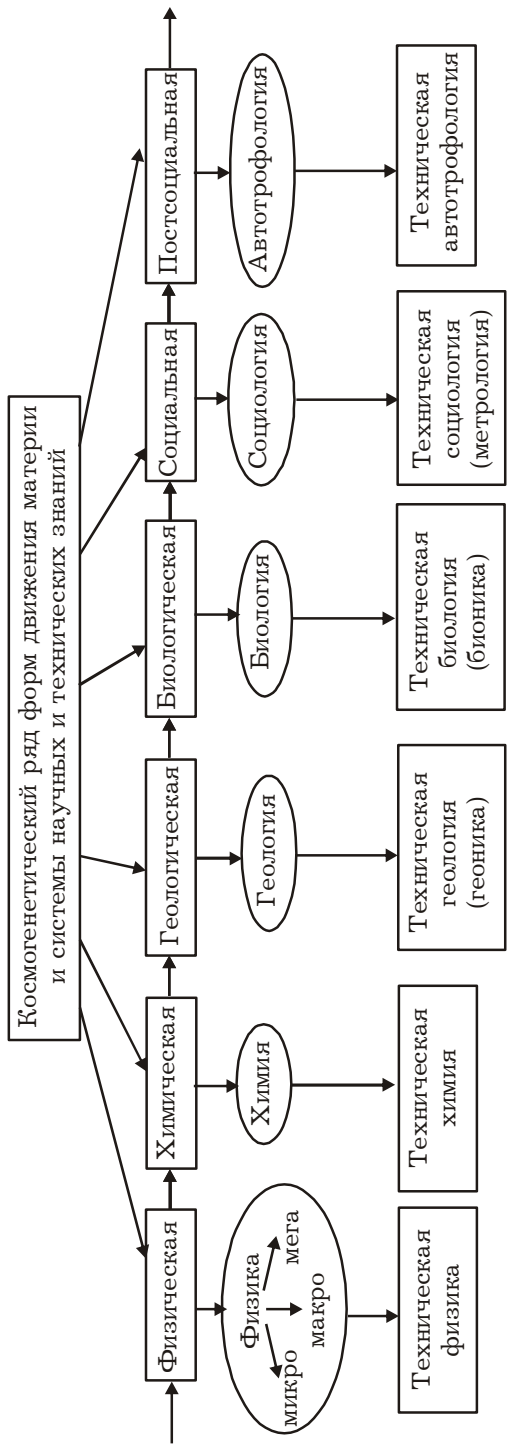 Космогенетический ряд форм движения материи
и системы научных и технических знаний
Физическая
Химическая
Геологическая
Биологическая
Социальная
Постсоциальная
Физика
микро
макро
мега
Химия
Геология
Биология
Социология
Автотрофология
Техническая
физика
Техническая
химия
Техническая
геология
(геоника)
Техническая
биология
(бионика)
Техническая
социология
(метрология)
Техническая
автотрофология